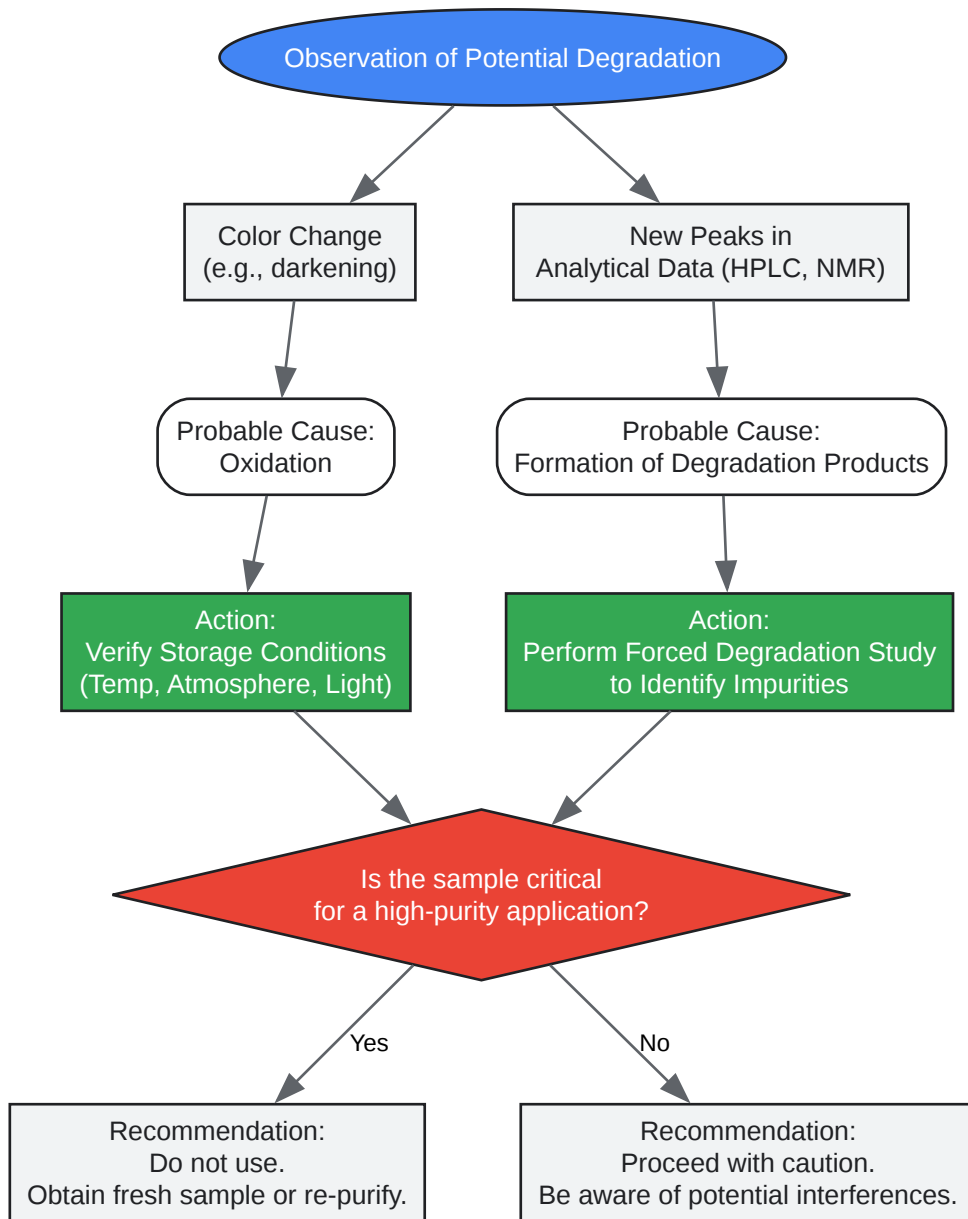 Observation of Potential Degradation
Color Change
(e.g., darkening)
New Peaks in
Analytical Data (HPLC, NMR)
Probable Cause:
Oxidation
Probable Cause:
Formation of Degradation Products
Action:
Verify Storage Conditions
(Temp, Atmosphere, Light)
Action:
Perform Forced Degradation Study
to Identify Impurities
Is the sample critical
for a high-purity application?
Yes
No
Recommendation:
Do not use.
Obtain fresh sample or re-purify.
Recommendation:
Proceed with caution.
Be aware of potential interferences.